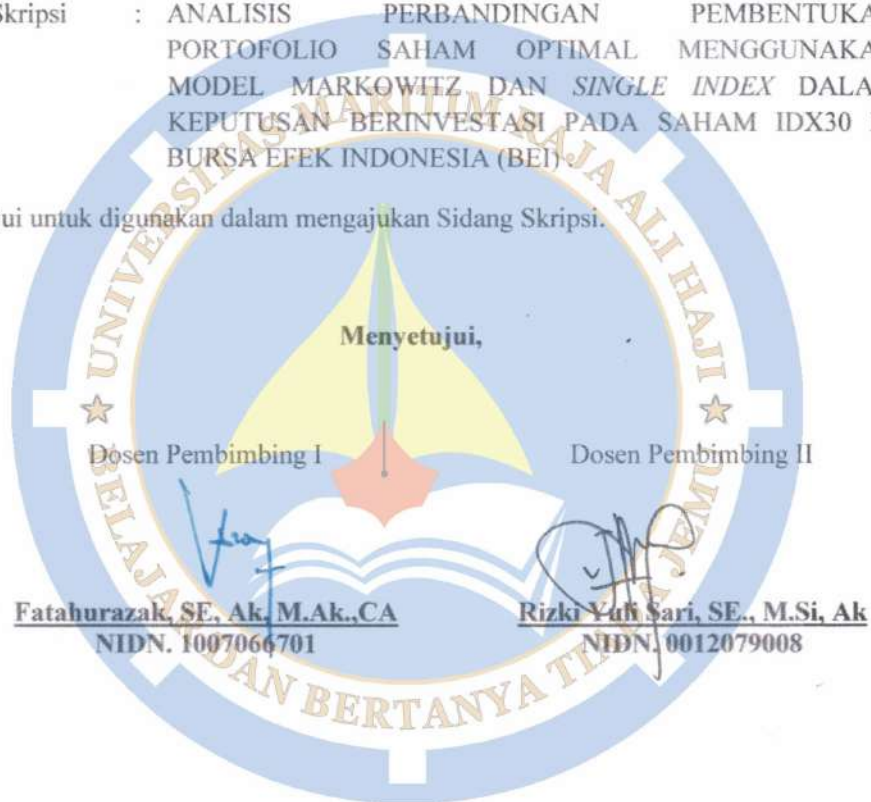 Skripsi : ANALISIS PERBANDINGAN PEMBENTUKA
PORTOFOLIO SAHAM OPTIMAL MENGGUNAKA
MODEL MARKOWITZ DAN SINGLE INDEX DALA
KEPUTUSAN BERINVESTASI PADA SAHAM IDX30
BURSA EFEK INDONESIA (BEI)
ui untuk digunakan dalam mengajukan Sidang Skripsi.
Menyetujui,
Dosen Pembimbing I Dosen Pembimbing II
Fatahurazak, SE, Ak, M.Ak.,CA Rizki Yuli Sari, SE., M.Si, Ak
NIDN. 1007066701 NIDN. 0012079008
UNIVERSITAS MARITIM RAJA ALI HAJI
BELAJAR DAN BERTANYA TIADA JEMU